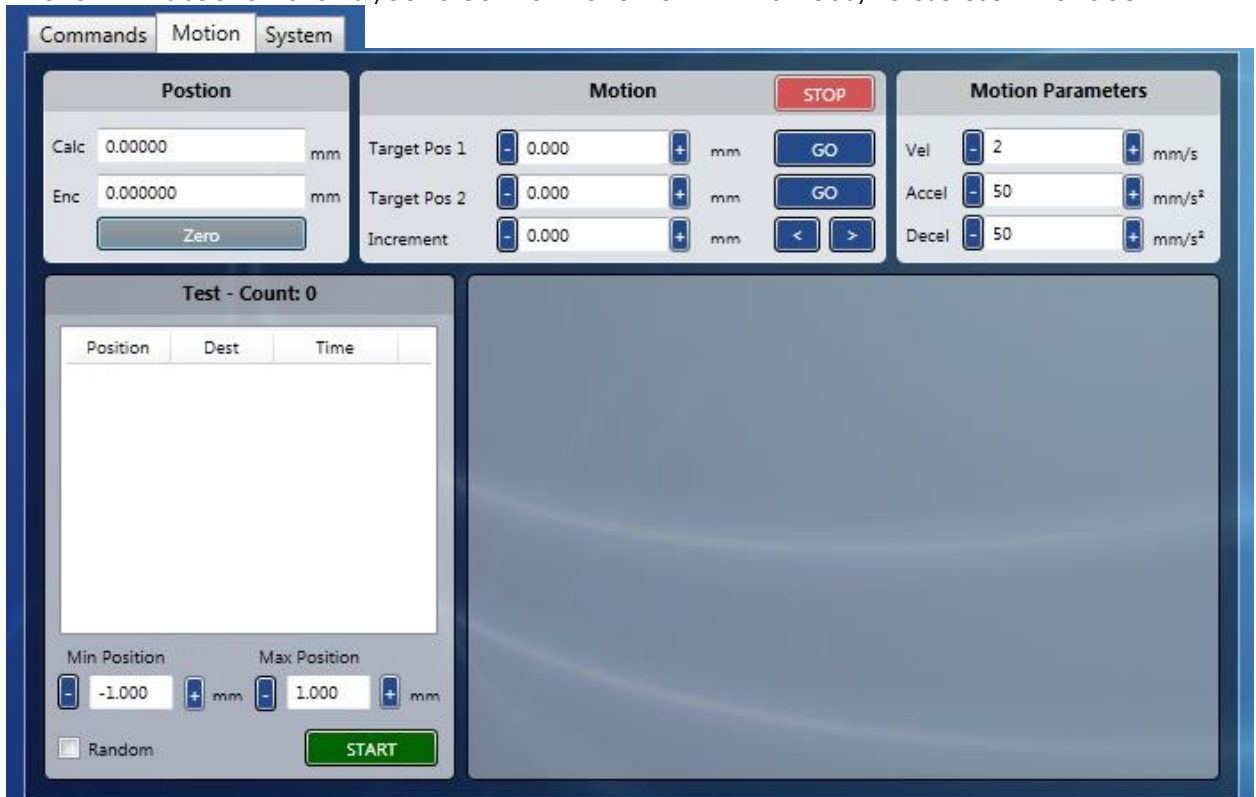 Commands Motion System
Postion
Calc 0.00000 mm
Enc 0.000000 mm
Zero
Motion STOP
Target Pos 1 - 0.000 + mm GO
Target Pos 2 - 0.000 + mm GO
Increment - 0.000 + mm < >
Motion Parameters
Vel - 2 + mm/s
Accel - 50 + mm/s²
Decel - 50 + mm/s²
Test - Count: 0
Position Dest Time
Min Position Max Position
- -1.000 + mm - 1.000 + mm
Random START